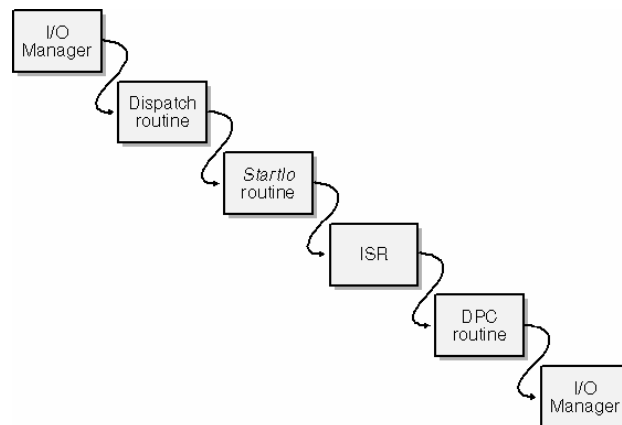 I/O
Manager
Dispatch
routine
StartIo
routine
ISR
DPC
routine
I/O
Manager